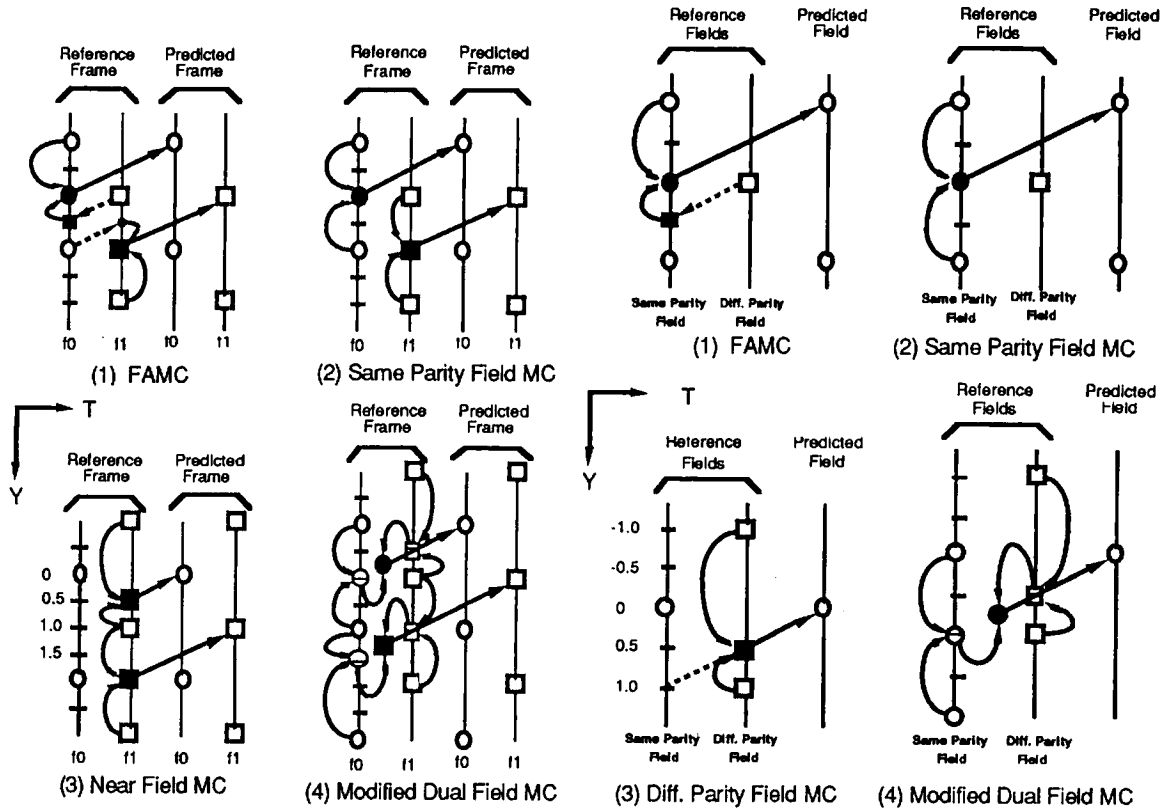 Reference Frame
Predicted Frame
f0 f1 f0 f1
(1) FAMC
Reference Frame
Predicted Frame
f0 f1 f0 f1
(2) Same Parity Field MC
Reference Fields
Predicted Field
Same Parity Field
Diff. Parity Field
(1) FAMC
Reference Fields
Predicted Field
Same Parity Field
Diff. Parity Field
(2) Same Parity Field MC
T
Y
Reference Frame
Predicted Frame
0
0.5
1.0
1.5
f0 f1 f0 f1
(3) Near Field MC
Reference Frame
Predicted Frame
f0 f1 f0 f1
(4) Modified Dual Field MC
T
Y
Reference Fields
Predicted Field
-1.0
-0.5
0
0.5
1.0
Same Parity Field
Diff. Parity Field
(3) Diff. Parity Field MC
Reference Fields
Predicted Field
Same Parity Field
Diff. Parity Field
(4) Modified Dual Field MC